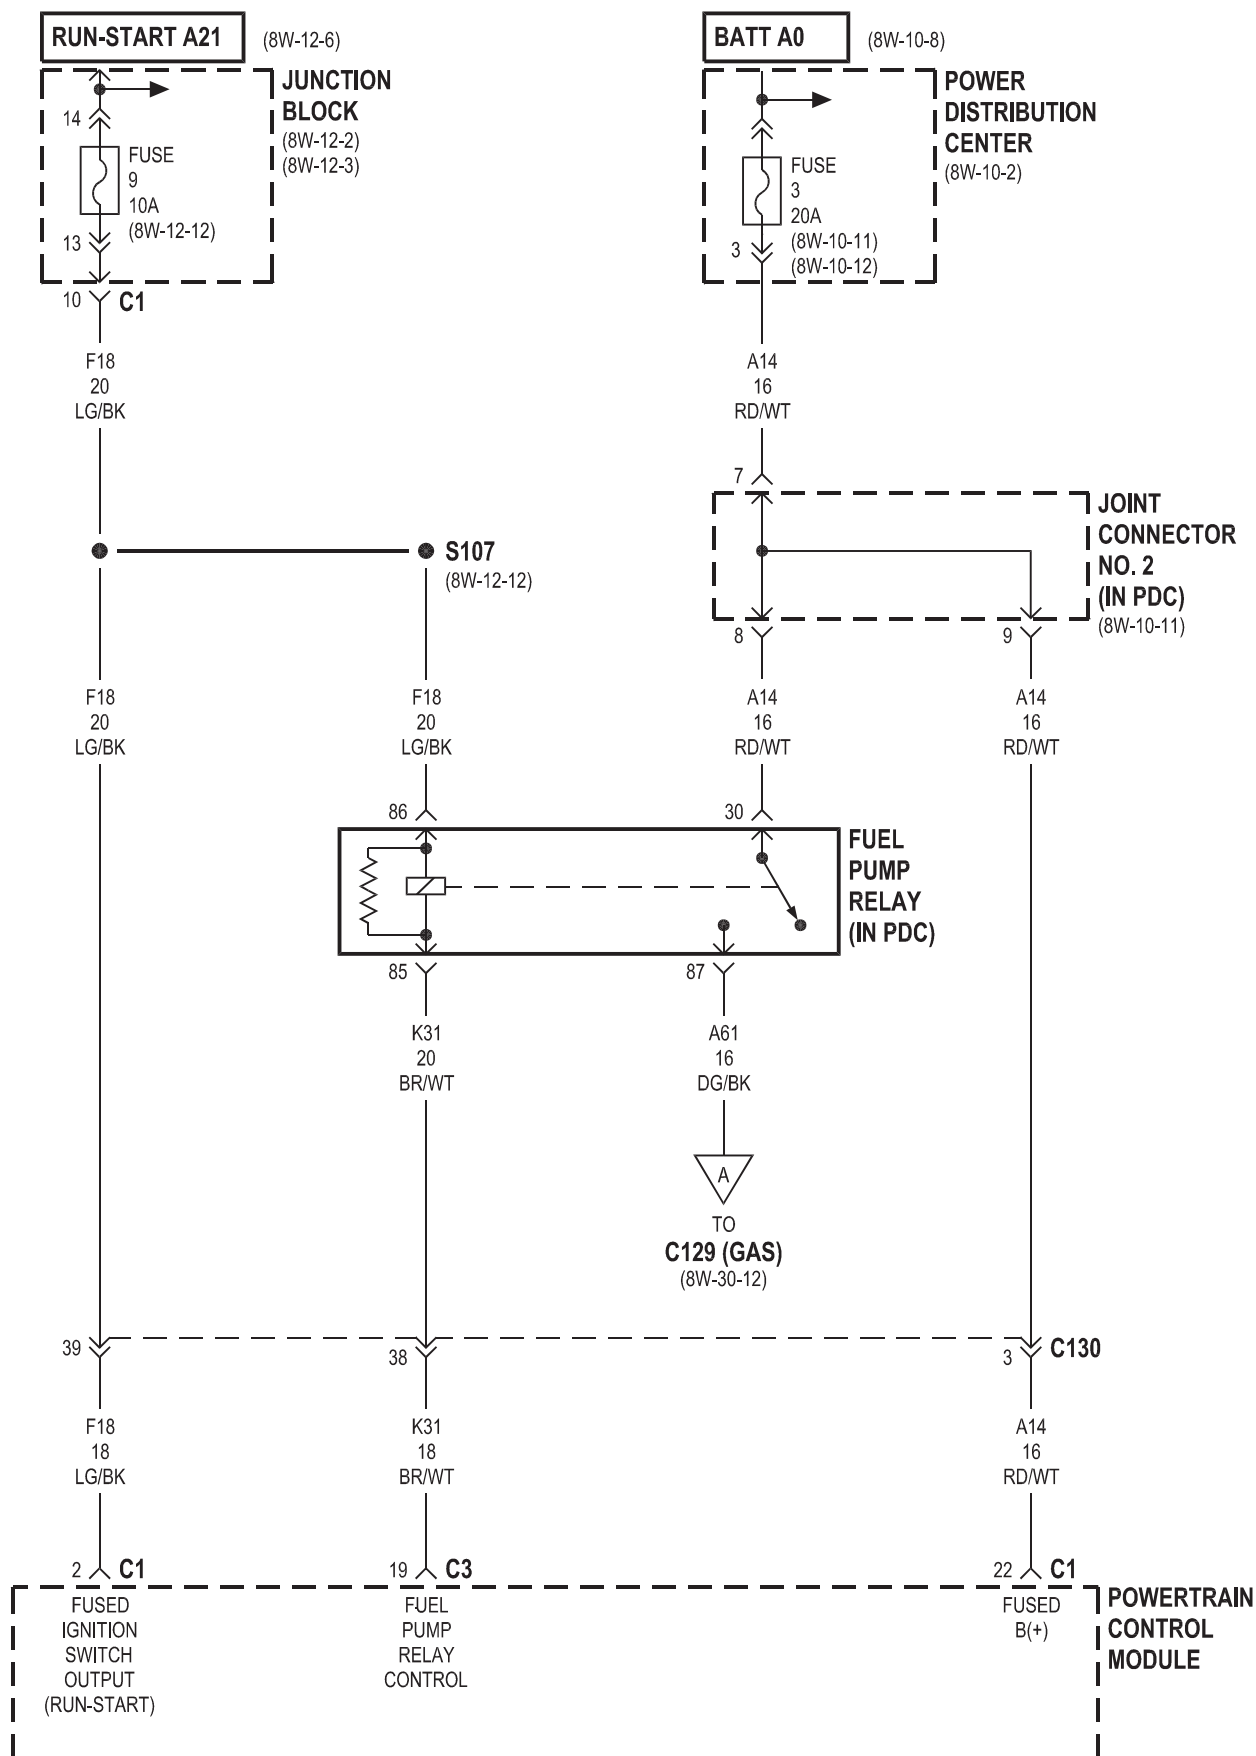 RUN-START A21 (8W-12-6)
BATT A0 (8W-10-8)
JUNCTION
BLOCK
(8W-12-2)
(8W-12-3)
14
FUSE
9
10A
(8W-12-12)
13
10 C1
POWER
DISTRIBUTION
CENTER
(8W-10-2)
FUSE
3
20A
(8W-10-11)
(8W-10-12)
3
F18
20
LG/BK
A14
16
RD/WT
7
JOINT
CONNECTOR
NO. 2
(IN PDC)
(8W-10-11)
S107
(8W-12-12)
8
9
F18
20
LG/BK
F18
20
LG/BK
A14
16
RD/WT
A14
16
RD/WT
86
30
FUEL
PUMP
RELAY
(IN PDC)
85
87
K31
20
BR/WT
A61
16
DG/BK
A
TO
C129 (GAS)
(8W-30-12)
39
38
3 C130
F18
18
LG/BK
K31
18
BR/WT
A14
16
RD/WT
2 C1
19 C3
22 C1
FUSED
IGNITION
SWITCH
OUTPUT
(RUN-START)
FUEL
PUMP
RELAY
CONTROL
FUSED
B(+)
POWERTRAIN
CONTROL
MODULE